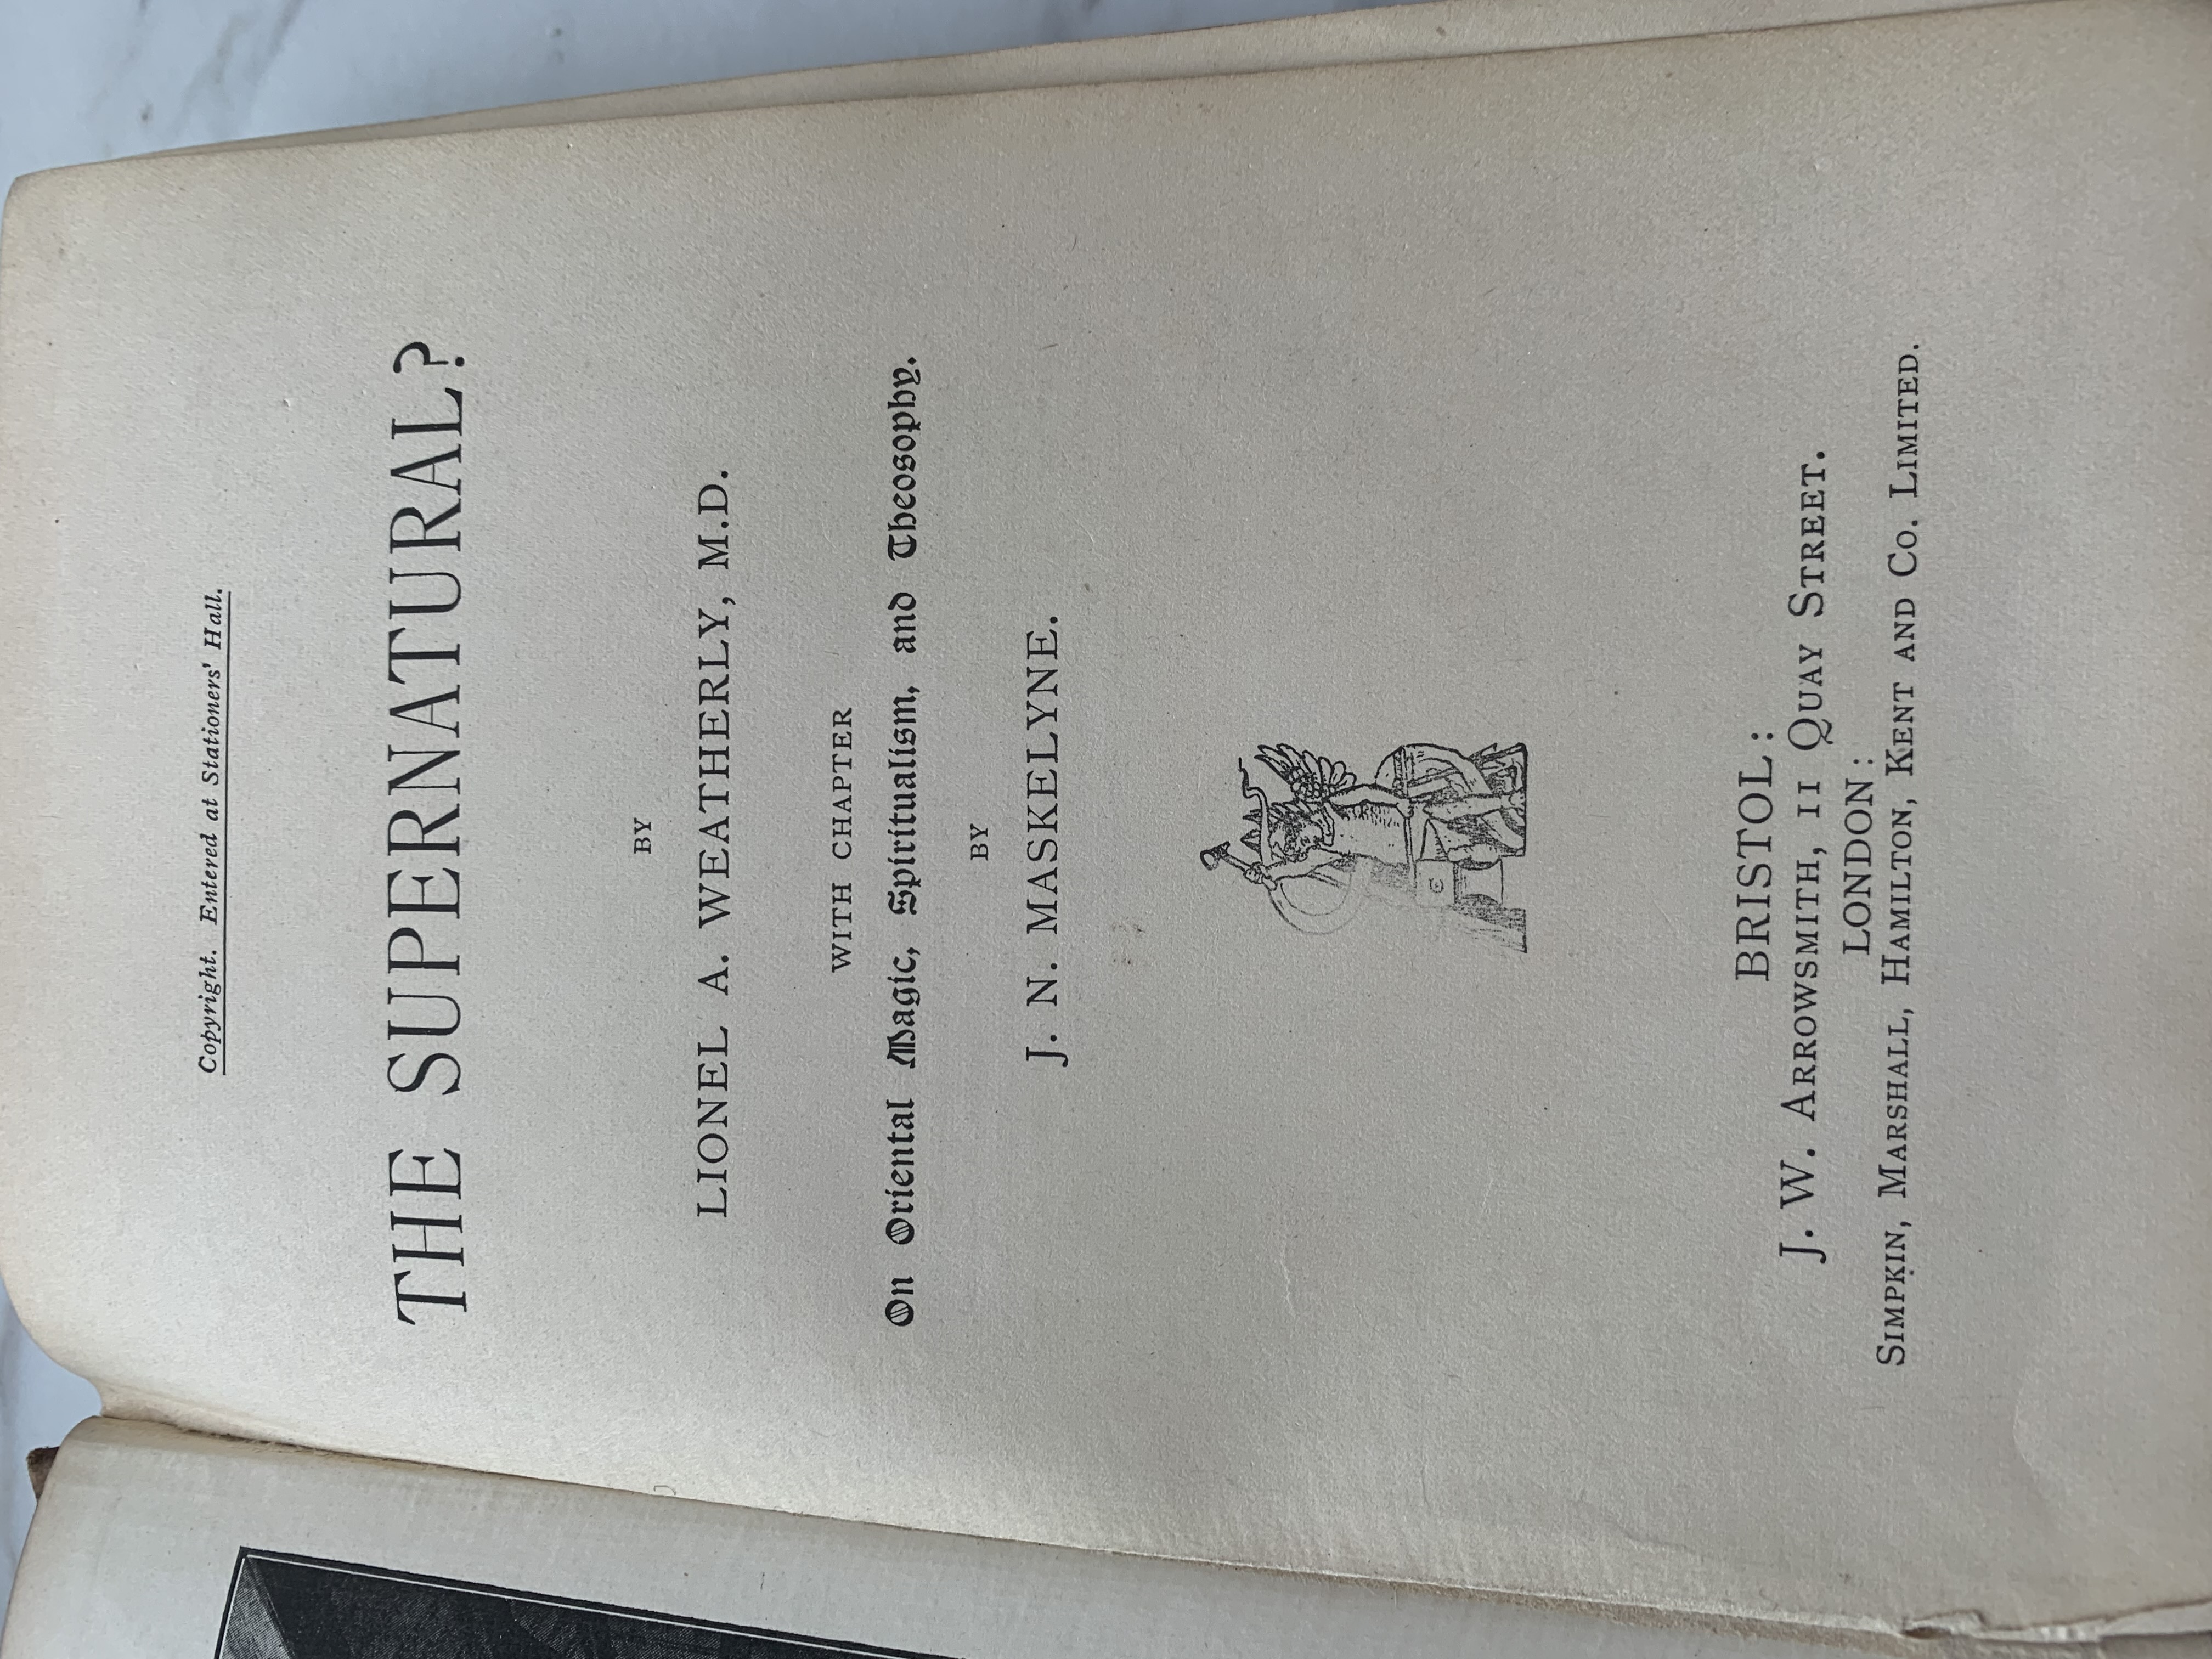 Copyright. Entered at Stationers' Hall.
THE SUPERNATURAL?
BY
LIONEL A. WEATHERLY, M.D.
WITH CHAPTER
On Oriental Magic, Spiritualism, and Theosophy.
BY
J. N. MASKELYNE.
BRISTOL:
J. W. ARROWSMITH, 11 QUAY STREET.
LONDON:
SIMPKIN, MARSHALL, HAMILTON, KENT AND CO. LIMITED.